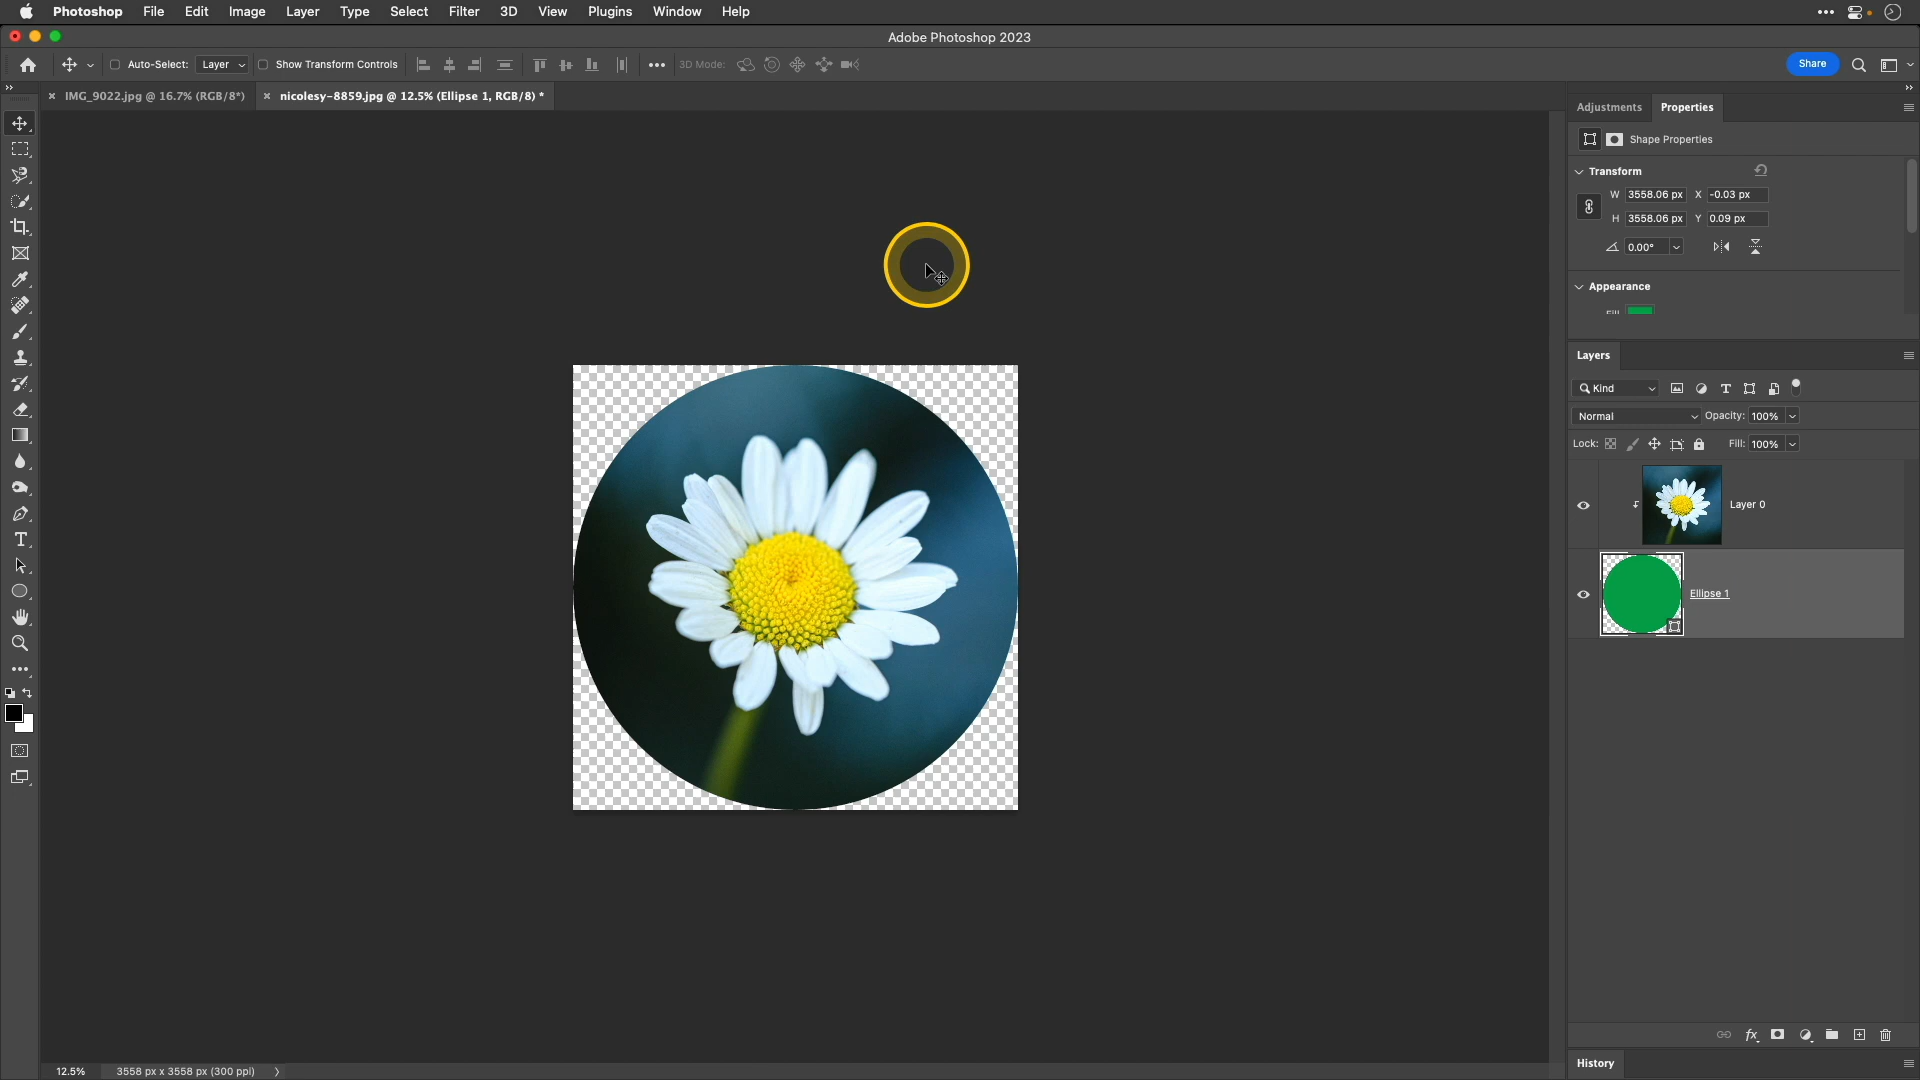 Photoshop File Edit Image Layer Type Select Filter 3D View Plugins Window Help
Adobe Photoshop 2023
Auto-Select: Layer Show Transform Controls 3D Mode: Share
IMG_9022.jpg @ 16.7% (RGB/8*) nicolesy-8859.jpg @ 12.5% (Ellipse 1, RGB/8) *
Adjustments Properties
Shape Properties
Transform
W 3558.06 px X -0.03 px
H 3558.06 px Y 0.09 px
0.00°
Appearance
Fill
Layers
Kind
Normal Opacity: 100%
Lock: Fill: 100%
Layer 0
Ellipse 1
fx
History
12.5% 3558 px x 3558 px (300 ppi)